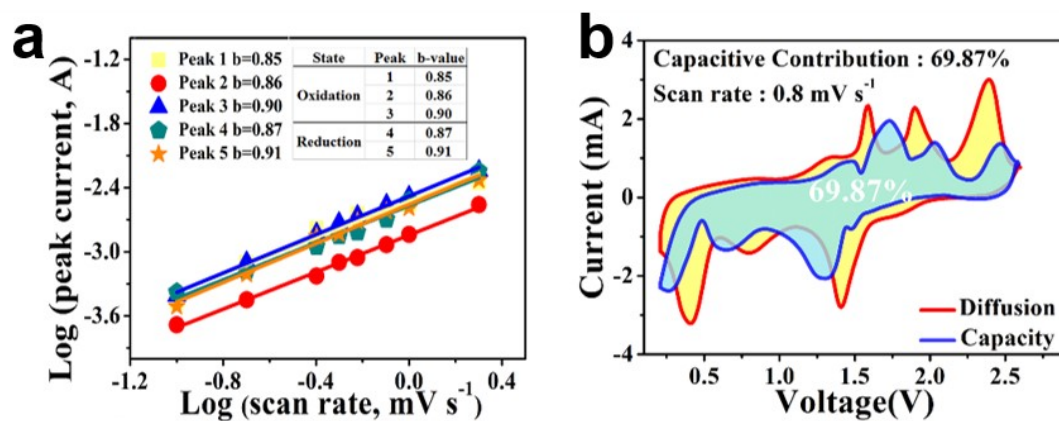 a
Log (peak current, A)
-1.2
-1.8
-2.4
-3.0
-3.6
Peak 1 b=0.85
Peak 2 b=0.86
Peak 3 b=0.90
Peak 4 b=0.87
Peak 5 b=0.91
State Peak b-value
Oxidation
1 0.85
2 0.86
3 0.90
Reduction
4 0.87
5 0.91
-1.2 -0.4 0.0 0.4
Log (scan rate, mV s-1)
b
Current (mA)
4
2
0
-2
-4
Capacitive Contribution : 69.87%
Scan rate : 0.8 mV s-1
69.87%
Diffusion
Capacity
0.5 1.0 1.5 2.0 2.5
Voltage(V)